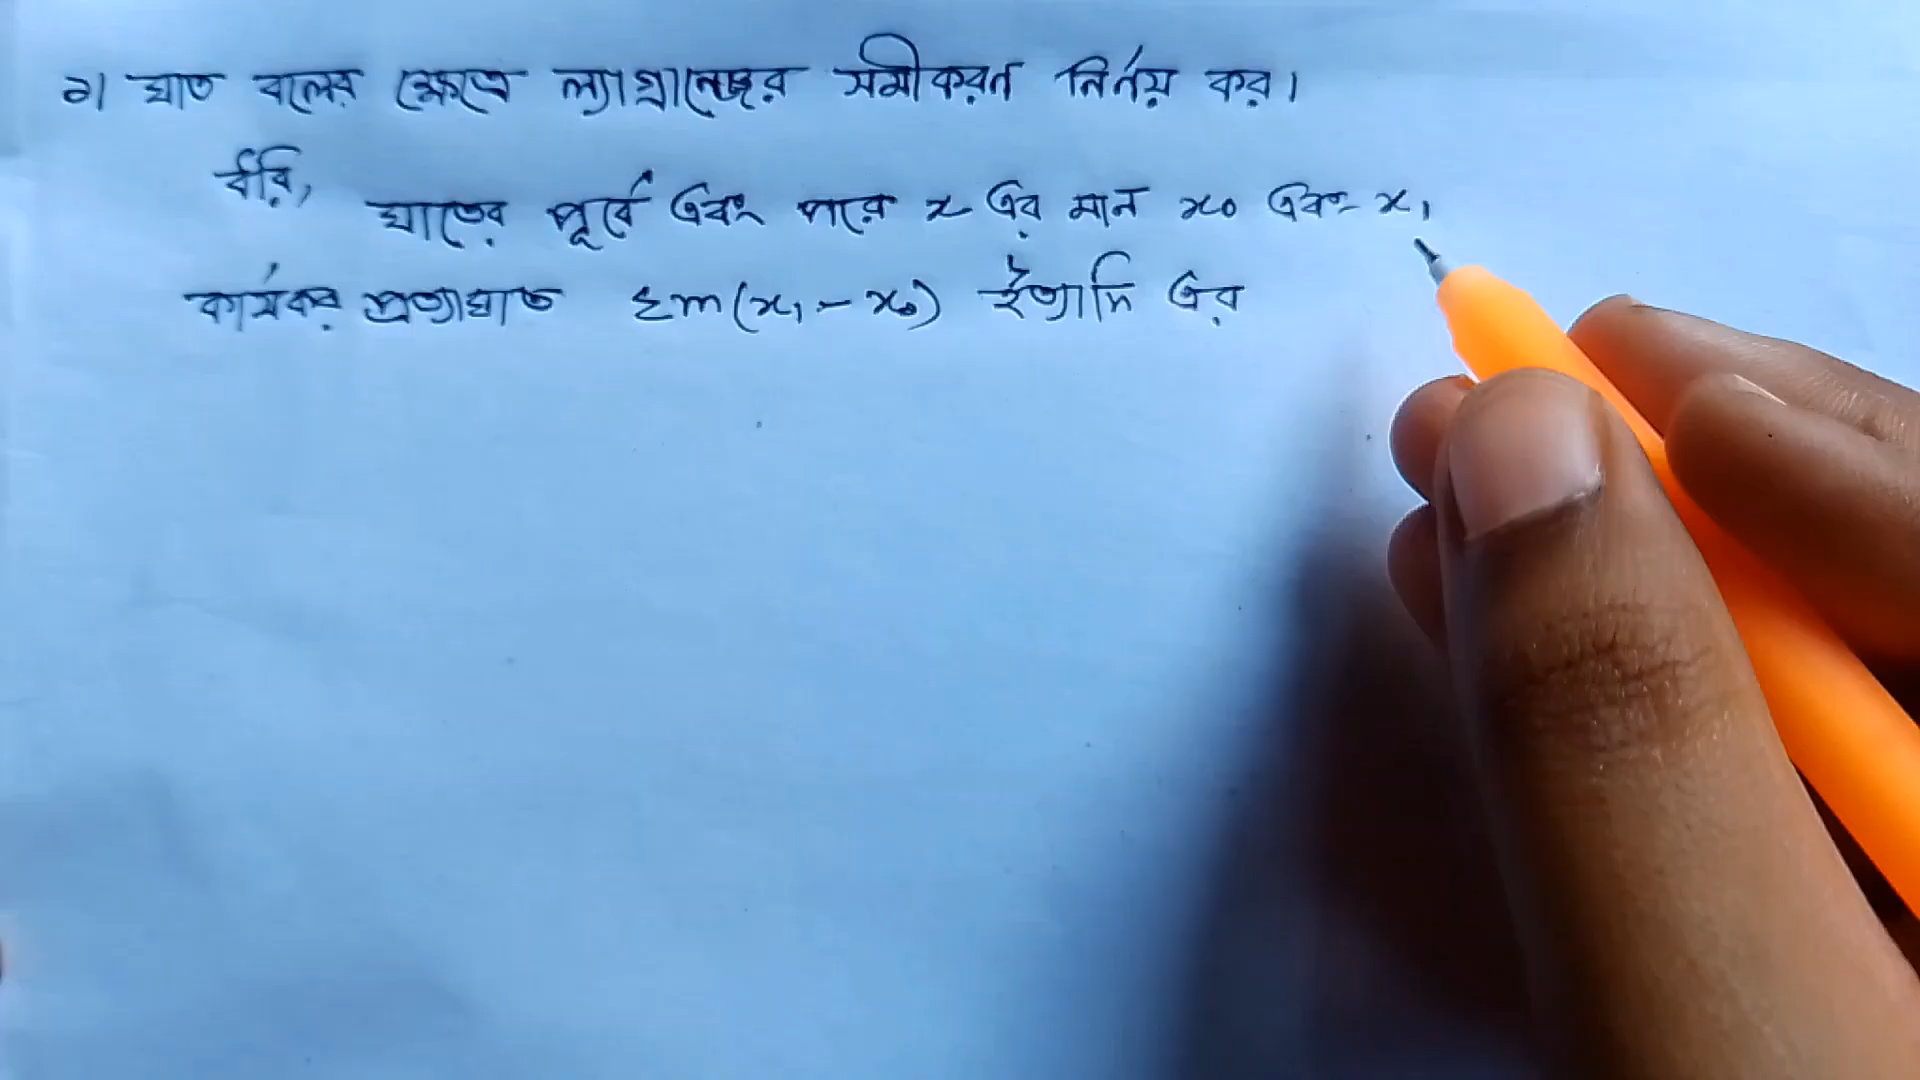 ১। ঘাত বলের ক্ষেত্রে ল্যাগ্রাঞ্জের সমীকরণ নির্ণয় কর।
ধরি,
ঘাতের পূর্বে এবং পরে x এর মান x₀ এবং x₁
কার্যকর প্রত্যাঘাত Σm(x₁ - x₀) ইত্যাদি এর